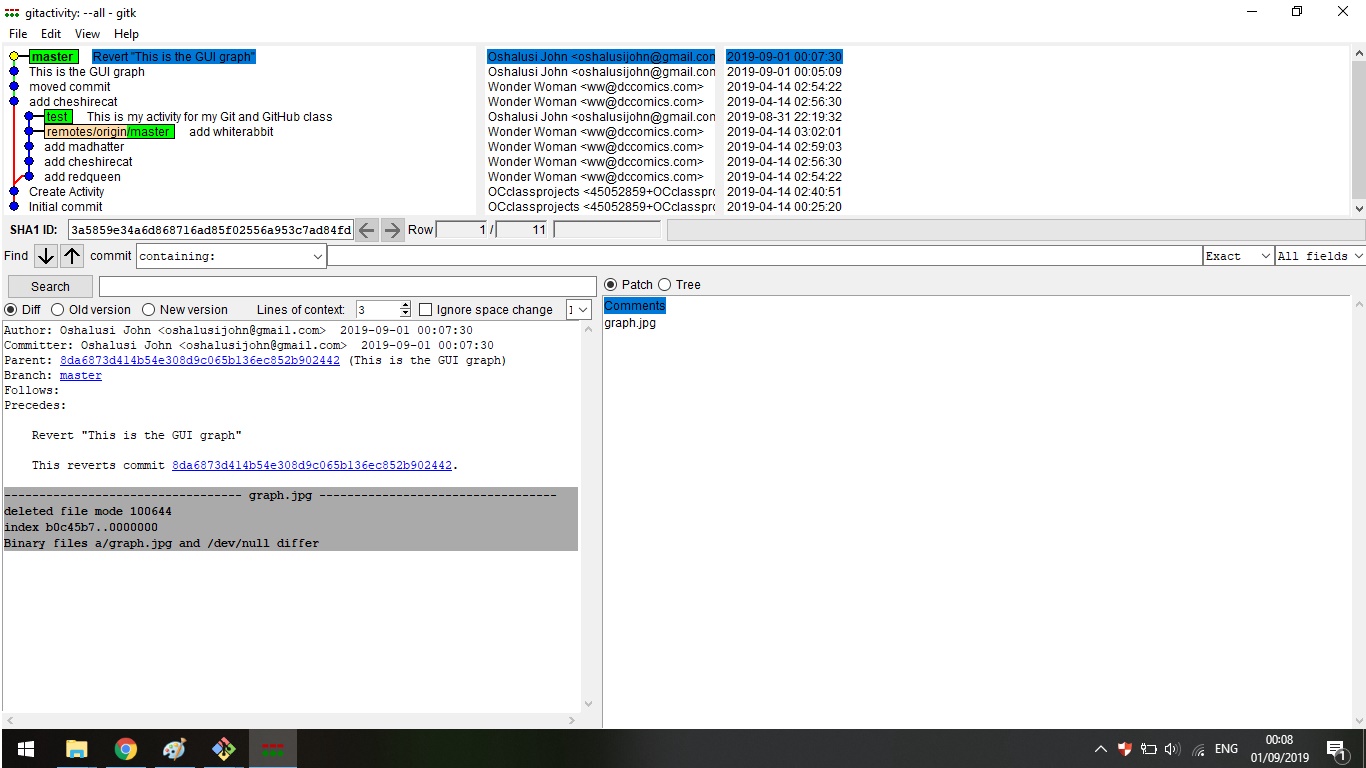 gitactivity: --all - gitk
File Edit View Help
master Revert "This is the GUI graph" Oshalusi John <oshalusijohn@gmail.con 2019-09-01 00:07:30
This is the GUI graph Oshalusi John <oshalusijohn@gmail.con 2019-09-01 00:05:09
moved commit Wonder Woman <ww@dccomics.com> 2019-04-14 02:54:22
add cheshirecat Wonder Woman <ww@dccomics.com> 2019-04-14 02:56:30
test This is my activity for my Git and GitHub class Oshalusi John <oshalusijohn@gmail.con 2019-08-31 22:19:32
remotes/origin/master add whiterabbit Wonder Woman <ww@dccomics.com> 2019-04-14 03:02:01
add madhatter Wonder Woman <ww@dccomics.com> 2019-04-14 02:59:03
add cheshirecat Wonder Woman <ww@dccomics.com> 2019-04-14 02:56:30
add redqueen Wonder Woman <ww@dccomics.com> 2019-04-14 02:54:22
Create Activity OCclassprojects <45052859+OCclasspro 2019-04-14 02:40:51
Initial commit OCclassprojects <45052859+OCclasspro 2019-04-14 00:25:20
SHA1 ID: 3a5859e34a6d868716ad85f02556a953c7ad84fd Row 1 / 11
Find commit containing: Exact All fields
Search Patch Tree
Diff Old version New version Lines of context: 3 Ignore space change
Comments
graph.jpg
Author: Oshalusi John <oshalusijohn@gmail.com> 2019-09-01 00:07:30
Committer: Oshalusi John <oshalusijohn@gmail.com> 2019-09-01 00:07:30
Parent: 8da6873d414b54e308d9c065b136ec852b902442 (This is the GUI graph)
Branch: master
Follows:
Precedes:
Revert "This is the GUI graph"
This reverts commit 8da6873d414b54e308d9c065b136ec852b902442.
---------------------------------- graph.jpg ----------------------------------
deleted file mode 100644
index b0c45b7..0000000
Binary files a/graph.jpg and /dev/null differ
ENG
00:08
01/09/2019
1